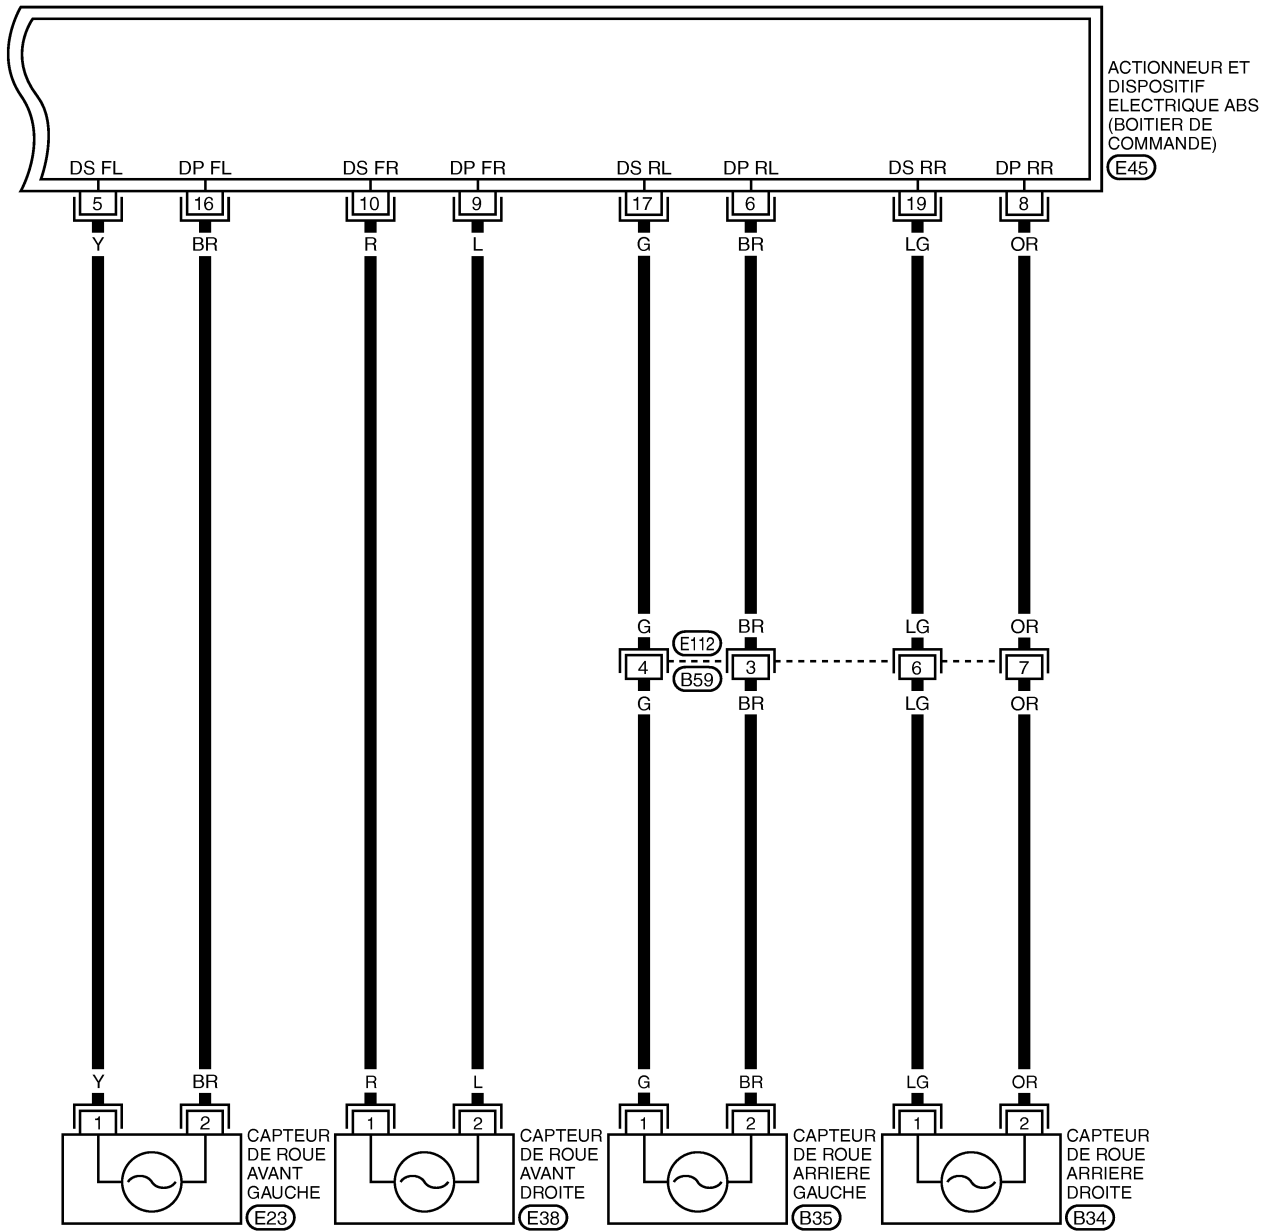 ACTIONNEUR ET
DISPOSITIF
ELECTRIQUE ABS
(BOITIER DE
COMMANDE)
E45
DS FL DP FL DS FR DP FR DS RL DP RL DS RR DP RR
5 16 10 9 17 6 19 8
Y BR R L G BR LG OR
G BR LG OR
E112
4 3 6 7
B59
G BR LG OR
Y BR R L G BR LG OR
1 2 1 2 1 2 1 2
CAPTEUR
DE ROUE
AVANT
GAUCHE
E23
CAPTEUR
DE ROUE
AVANT
DROITE
E38
CAPTEUR
DE ROUE
ARRIERE
GAUCHE
B35
CAPTEUR
DE ROUE
ARRIERE
DROITE
B34